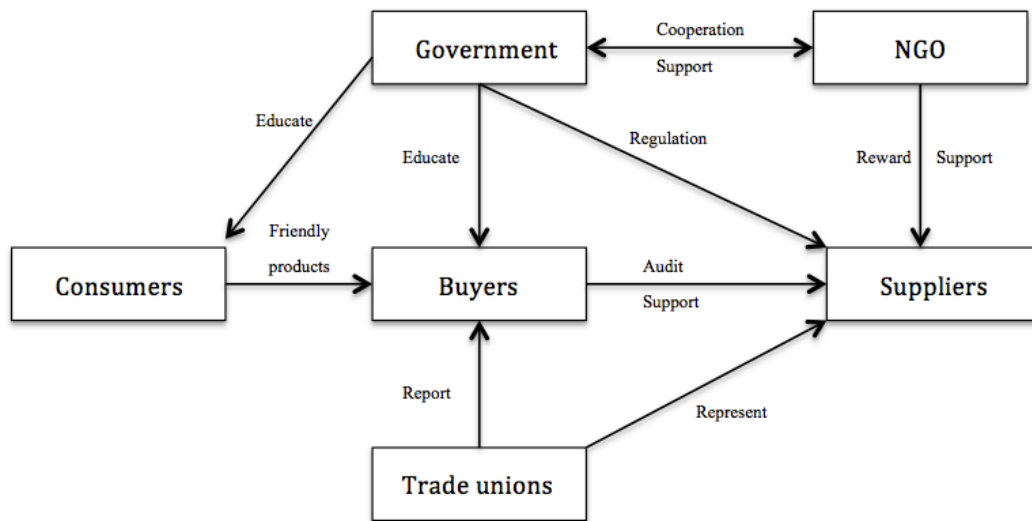 Government
Cooperation
Support
NGO
Educate
Educate
Regulation
Reward
Support
Consumers
Friendly
products
Buyers
Audit
Support
Suppliers
Report
Represent
Trade unions